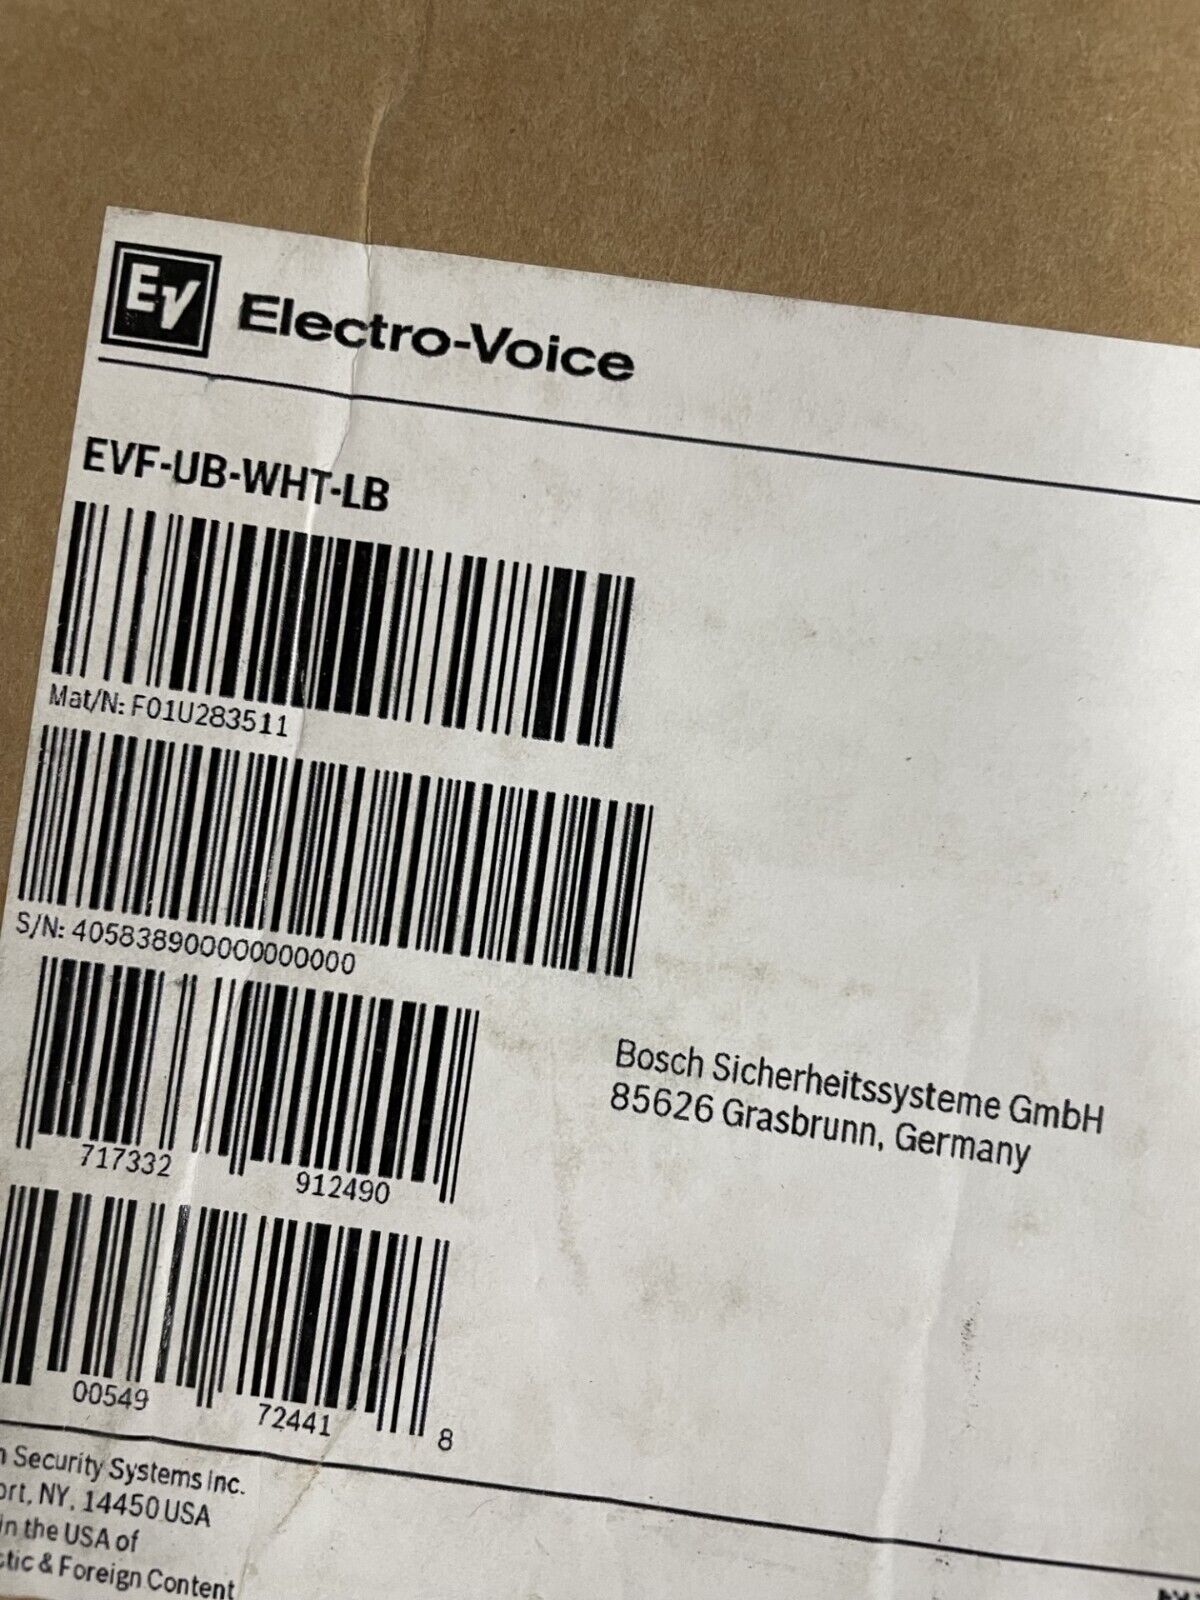 EV Electro-Voice
EVF-UB-WHT-LB
Mat/N: F01U283511
S/N: 405838900000000000
717332 912490
Bosch Sicherheitssysteme GmbH
85626 Grasbrunn, Germany
00549 72441 8
Security Systems Inc.
NY, 14450 USA
in the USA of
& Foreign Content